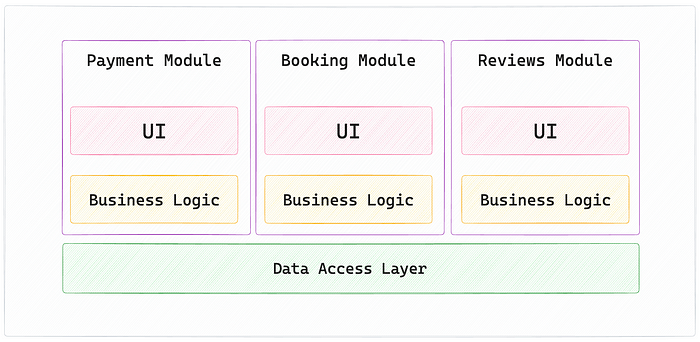 Payment Module
Booking Module
Reviews Module
UI
UI
UI
Business Logic
Business Logic
Business Logic
Data Access Layer